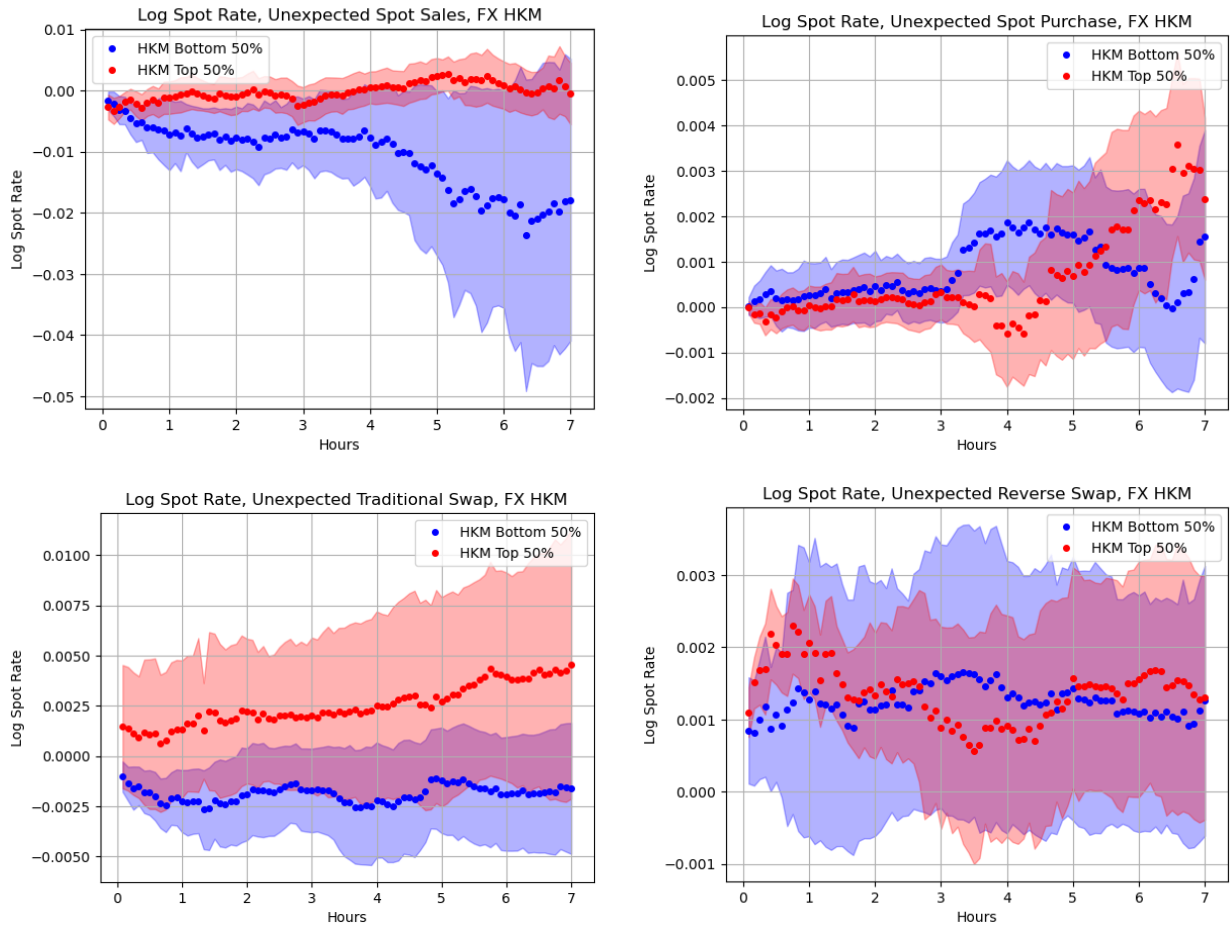 Log Spot Rate, Unexpected Spot Sales, FX HKM
HKM Bottom 50%
HKM Top 50%
Log Spot Rate
0.01
0.00
−0.01
−0.02
−0.03
−0.04
−0.05
0 1 2 3 4 5 6 7
Hours
Log Spot Rate, Unexpected Spot Purchase, FX HKM
HKM Bottom 50%
HKM Top 50%
Log Spot Rate
0.005
0.004
0.003
0.002
0.001
0.000
−0.001
−0.002
0 1 2 3 4 5 6 7
Hours
Log Spot Rate, Unexpected Traditional Swap, FX HKM
HKM Bottom 50%
HKM Top 50%
Log Spot Rate
0.0100
0.0075
0.0050
0.0025
0.0000
−0.0025
−0.0050
0 1 2 3 4 5 6 7
Hours
Log Spot Rate, Unexpected Reverse Swap, FX HKM
HKM Bottom 50%
HKM Top 50%
Log Spot Rate
0.003
0.002
0.001
0.000
−0.001
0 1 2 3 4 5 6 7
Hours